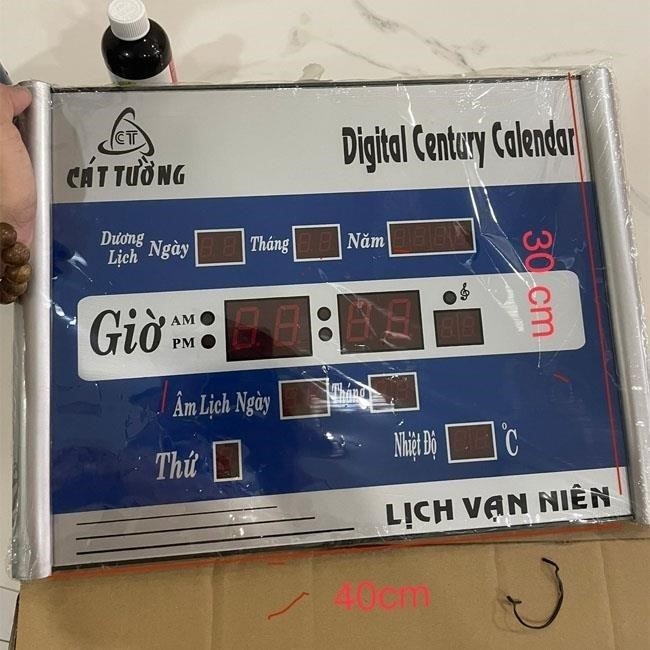 CT
CÁT TƯỜNG
Digital Century Calendar
Dương Lịch Ngày Tháng Năm
30 cm
Giờ AM PM
Âm Lịch Ngày Tháng
Thứ Nhiệt Độ °C
LỊCH VẠN NIÊN
40cm